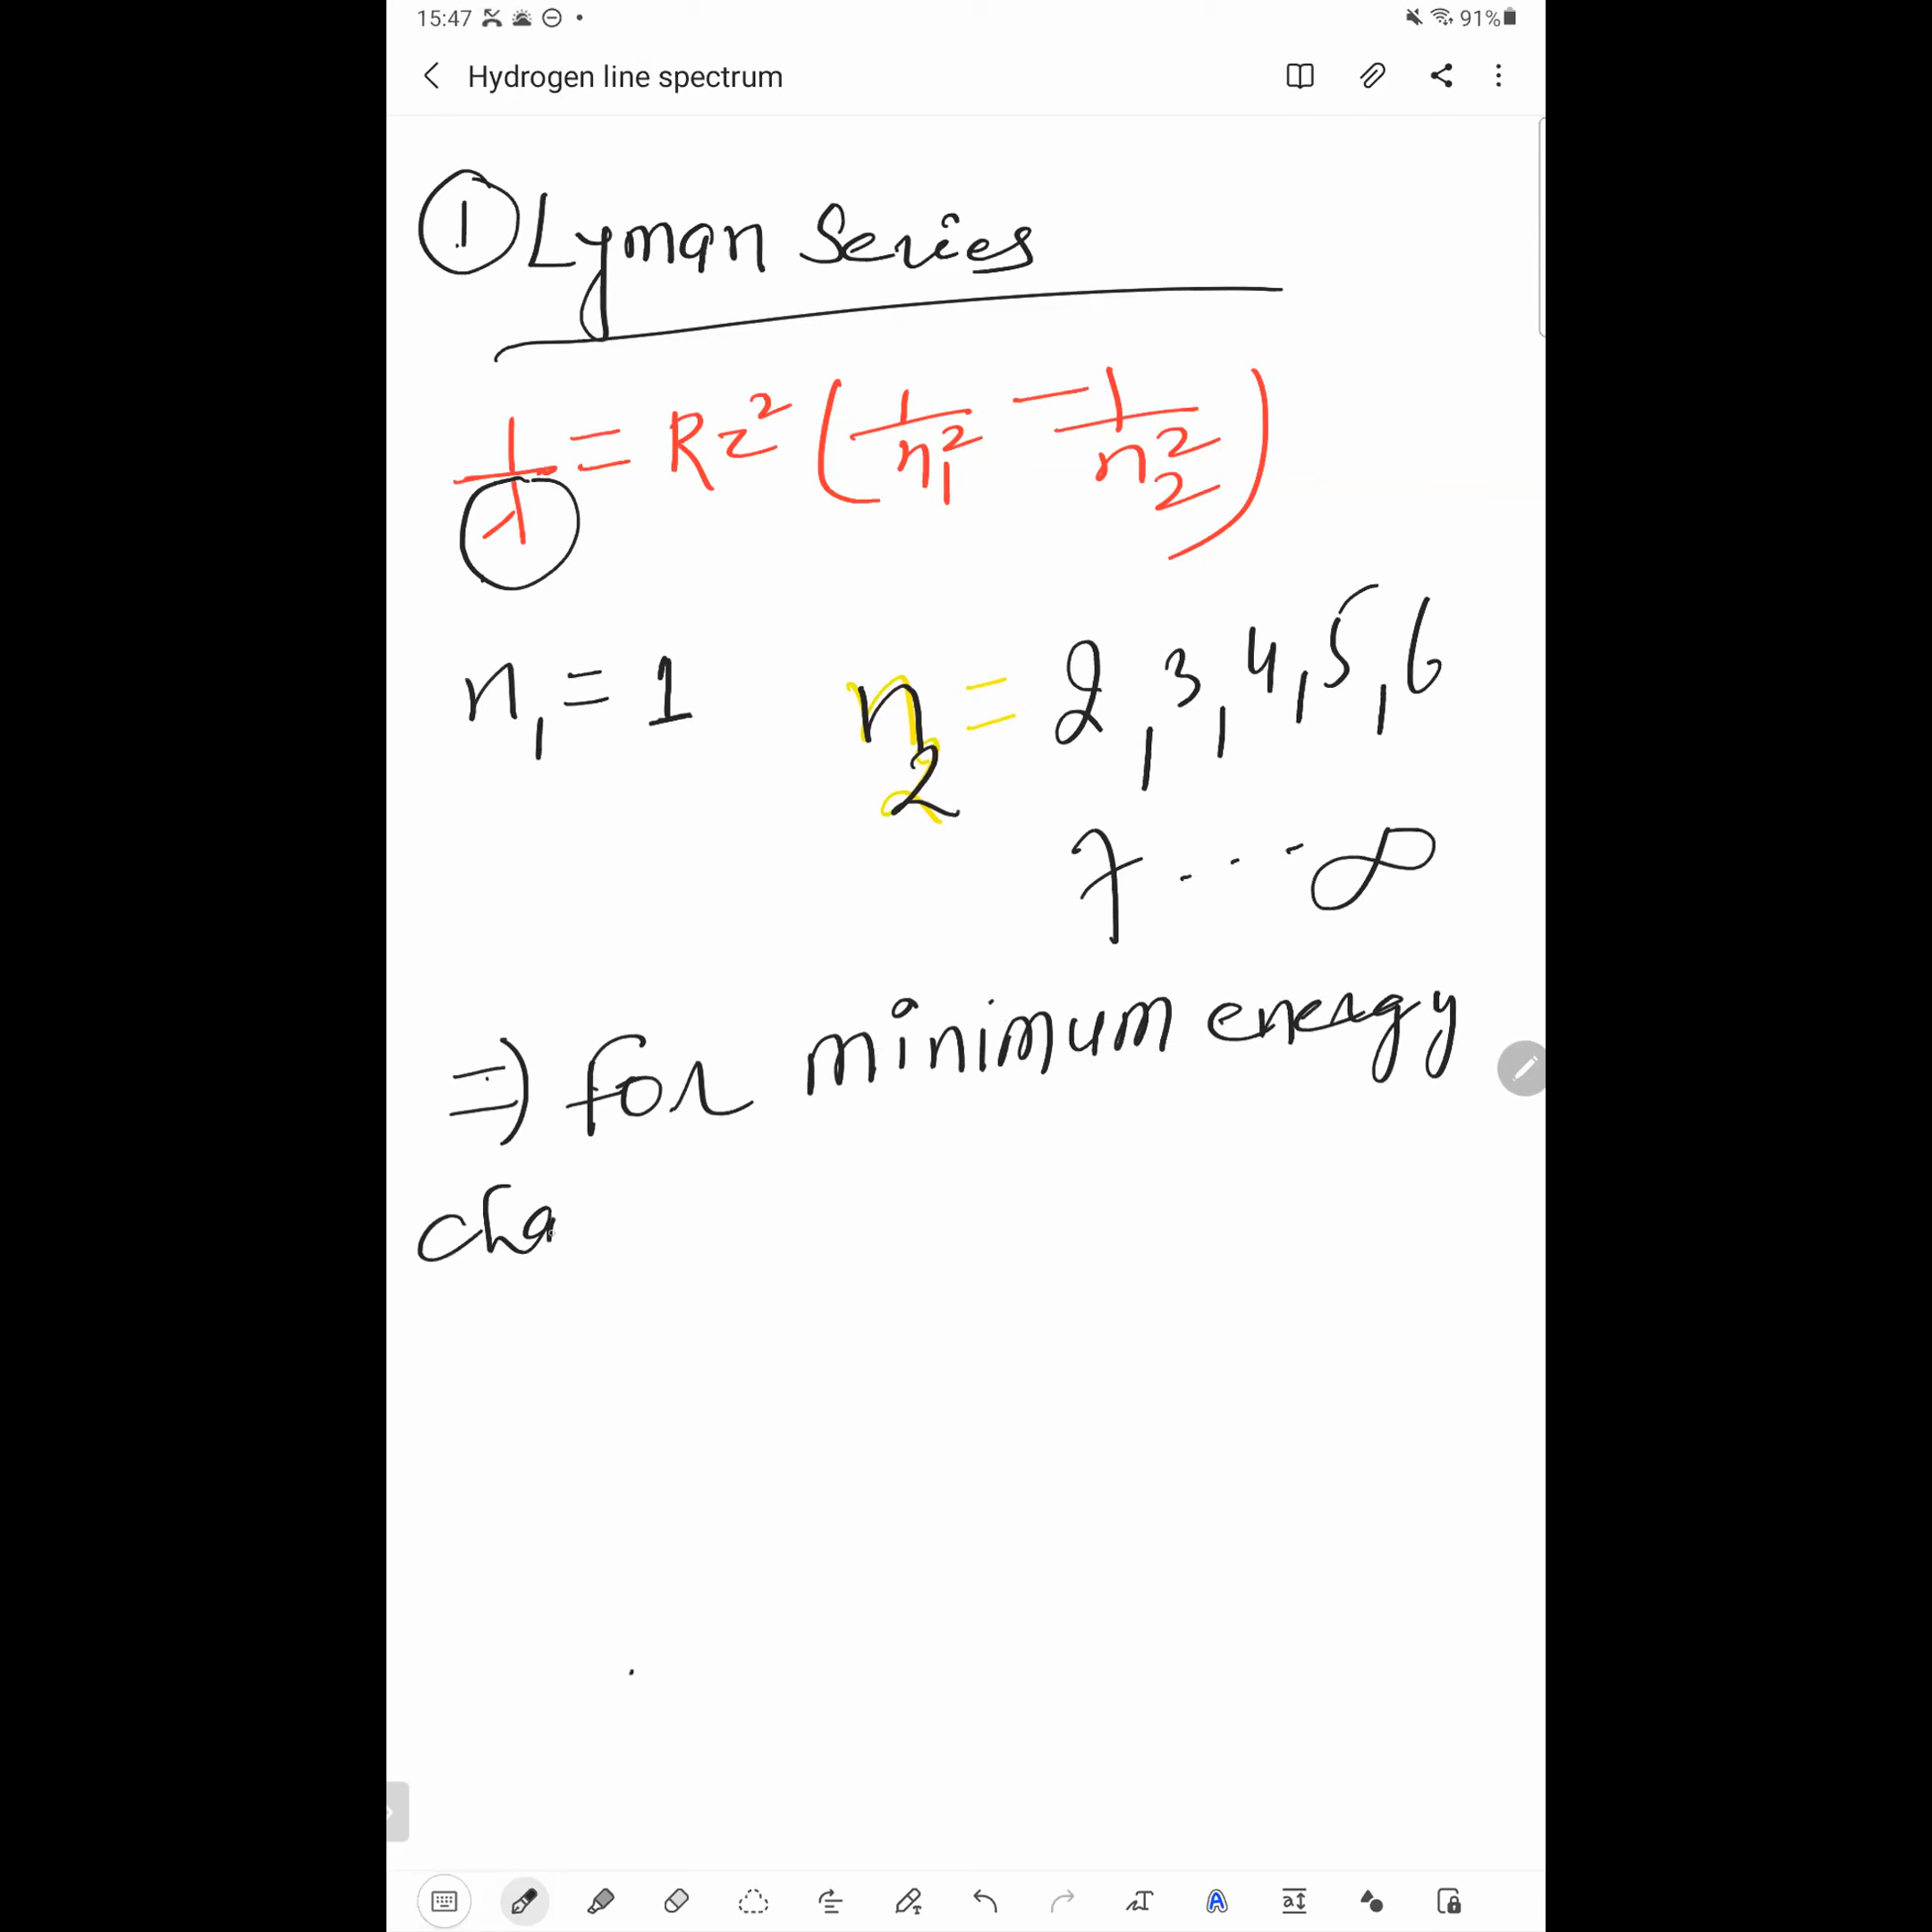 15:47 91%
Hydrogen line spectrum
① Lyman Series
1/λ = Rz² (1/n₁² − 1/n₂²)
n₁ = 1 n₂ = 2, 3, 4, 5, 6
7 ... ∞
⇒ for minimum energy
cha